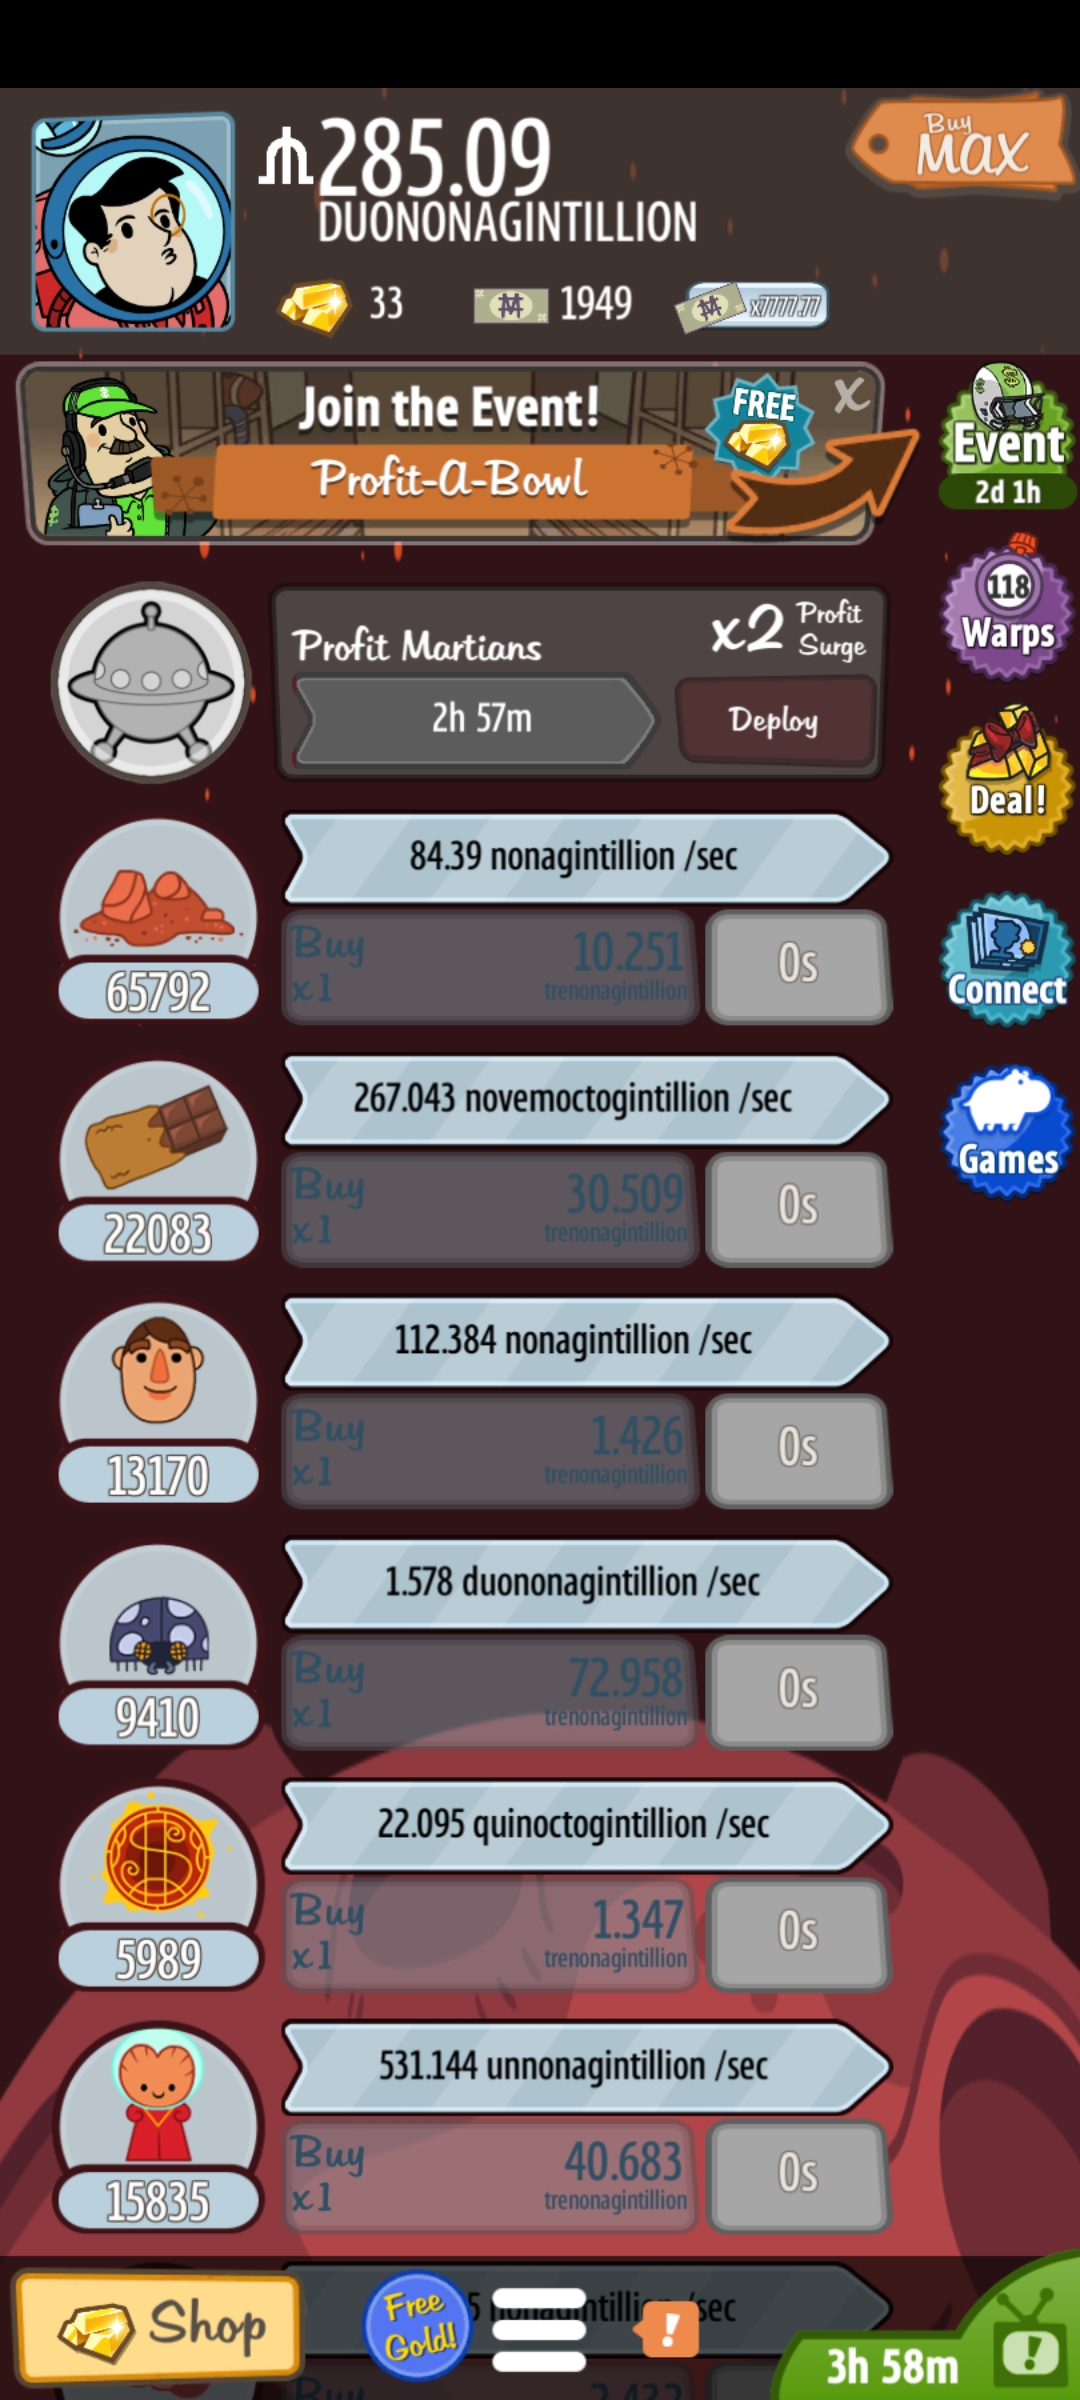 285.09
DUONONAGINTILLION
Buy
MAX
33
1949
x7777.77
Join the Event!
Profit-A-Bowl
FREE
X
Event
2d 1h
118
Warps
Deal!
Connect
Games
Profit Martians
x2 Profit Surge
2h 57m
Deploy
84.39 nonagintillion /sec
65792
Buy x1
10.251 trenonagintillion
0s
267.043 novemoctogintillion /sec
22083
Buy x1
30.509 trenonagintillion
0s
112.384 nonagintillion /sec
13170
Buy x1
1.426 trenonagintillion
0s
1.578 duononagintillion /sec
9410
Buy x1
72.958 trenonagintillion
0s
22.095 quinoctogintillion /sec
5989
Buy x1
1.347 trenonagintillion
0s
531.144 unnonagintillion /sec
15835
Buy x1
40.683 trenonagintillion
0s
Shop
Free Gold!
/sec
!
3h 58m
!
Buy
2.432